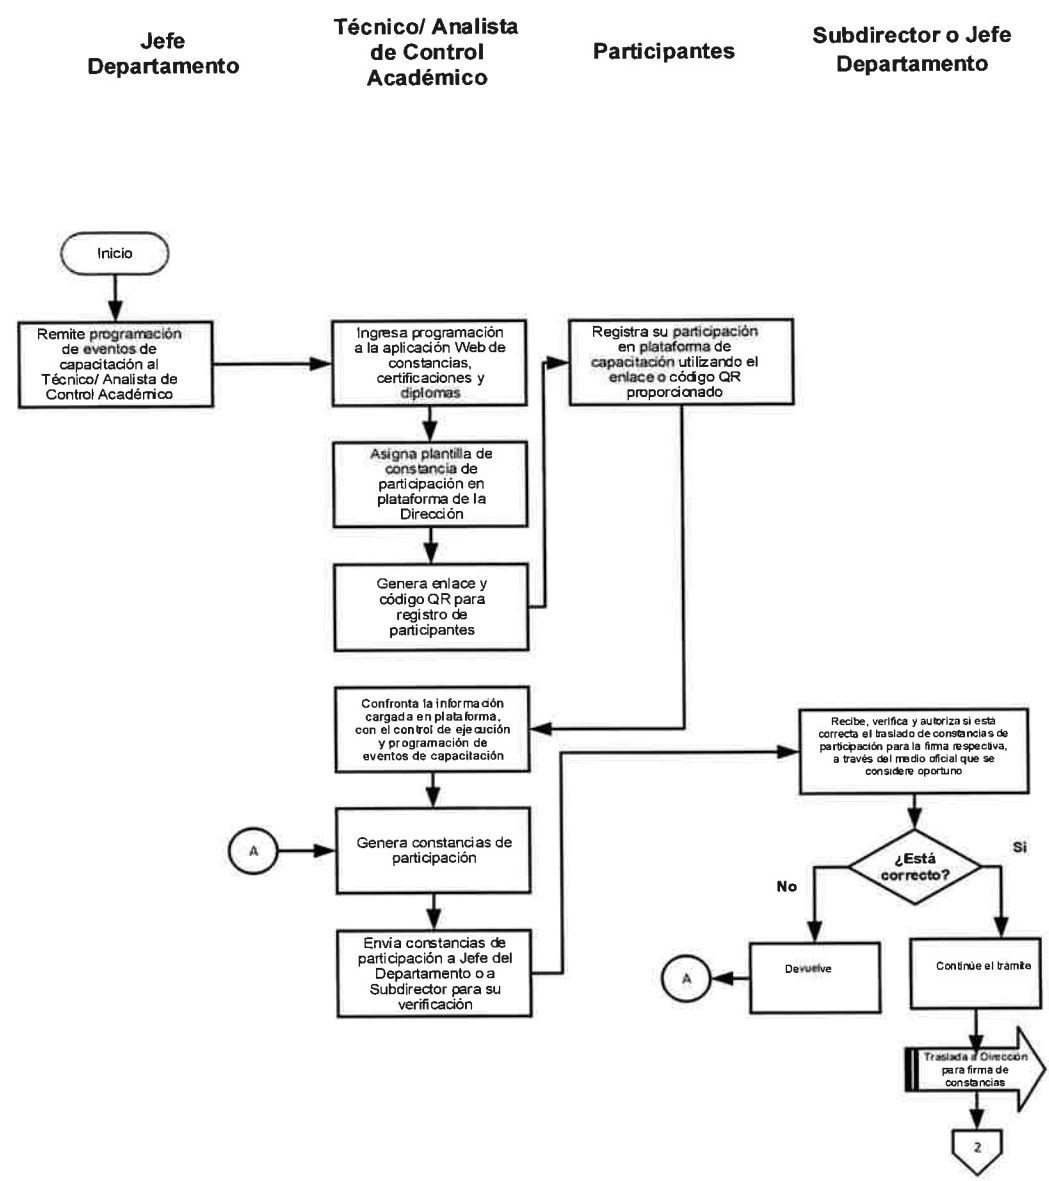 Jefe
Departamento
Técnico/ Analista
de Control
Académico
Participantes
Subdirector o Jefe
Departamento
Inicio
Remite programación
de eventos de
capacitación al
Técnico/ Analista de
Control Académico
Ingresa programación
a la aplicación Web de
constancias,
certificaciones y
diplomas
Registra su participación
en plataforma de
capacitación utilizando el
enlace o código QR
proporcionado
Asigna plantilla de
constancia de
participación en
plataforma de la
Dirección
Genera enlace y
código QR para
registro de
participantes
Confronta la información
cargada en plataforma,
con el control de ejecución
y programación de
eventos de capacitación
Recibe, verifica y autoriza si está
correcta el traslado de constancias de
participación para la firma respectiva,
a través del medio oficial que se
considere oportuno
A
Genera constancias de
participación
¿Está
correcto?
Si
No
Envía constancias de
participación a Jefe del
Departamento o a
Subdirector para su
verificación
A
Devuelve
Continúe el trámite
Traslada a Dirección
para firma de
constancias
2